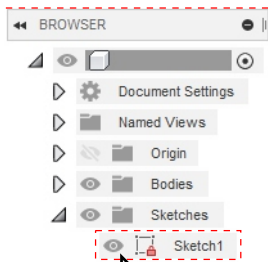 BROWSER
Document Settings
Named Views
Origin
Bodies
Sketches
Sketch1